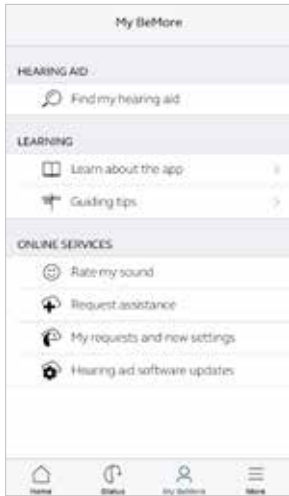 My BeMore
HEARING AID
Find my hearing aid
LEARNING
Learn about the app
Guiding tips
ONLINE SERVICES
Rate my sound
Request assistance
My requests and new settings
Hearing aid software updates
Home Status My BeMore More